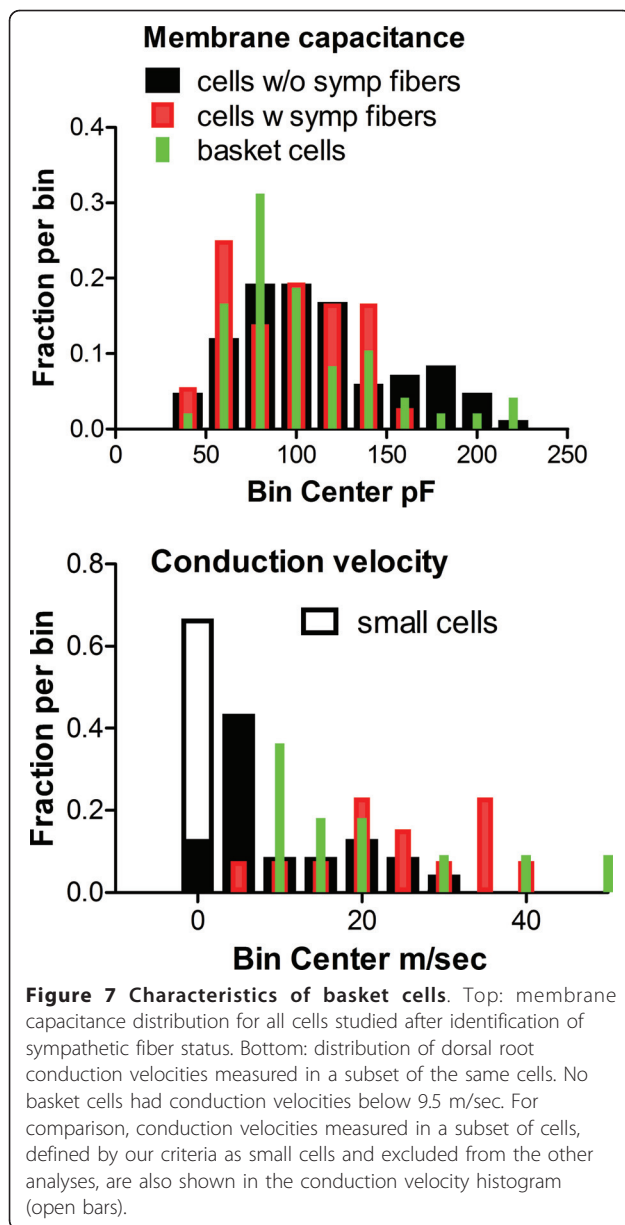 Membrane capacitance
cells w/o symp fibers
cells w symp fibers
basket cells
0.4
0.3
0.2
0.1
0.0
Fraction per bin
0 50 100 150 200 250
Bin Center pF
Conduction velocity
small cells
0.8
0.6
0.4
0.2
0.0
Fraction per bin
0 20 40
Bin Center m/sec
Figure 7 Characteristics of basket cells. Top: membrane
capacitance distribution for all cells studied after identification of
sympathetic fiber status. Bottom: distribution of dorsal root
conduction velocities measured in a subset of the same cells. No
basket cells had conduction velocities below 9.5 m/sec. For
comparison, conduction velocities measured in a subset of cells,
defined by our criteria as small cells and excluded from the other
analyses, are also shown in the conduction velocity histogram
(open bars).